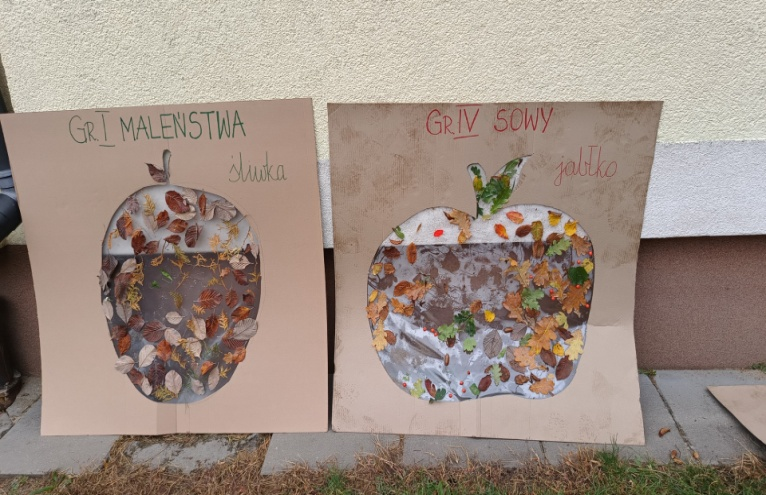 Gr I MALEŃSTWA
śliwka
Gr IV SOWY
jabłko